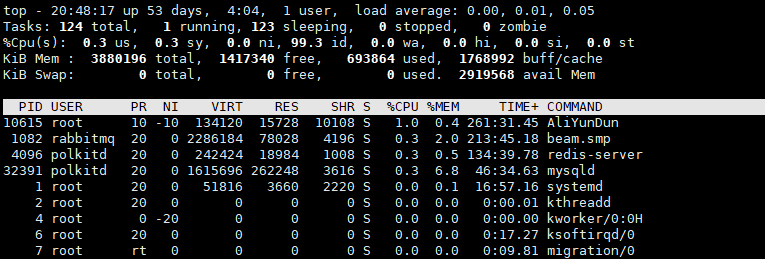 top - 20:48:17 up 53 days,  4:04,  1 user,  load average: 0.00, 0.01, 0.05
Tasks: 124 total,   1 running, 123 sleeping,   0 stopped,   0 zombie
%Cpu(s):  0.3 us,  0.3 sy,  0.0 ni, 99.3 id,  0.0 wa,  0.0 hi,  0.0 si,  0.0 st
KiB Mem :  3880196 total,  1417340 free,   693864 used,  1768992 buff/cache
KiB Swap:        0 total,        0 free,        0 used.  2919568 avail Mem
  PID USER      PR  NI    VIRT    RES    SHR S  %CPU %MEM     TIME+ COMMAND
10615 root      10 -10  134120  15728  10108 S   1.0  0.4 261:31.45 AliYunDun
 1082 rabbitmq  20   0 2286184  78028   4196 S   0.3  2.0 213:45.18 beam.smp
 4096 polkitd   20   0  242424  18984   1008 S   0.3  0.5 134:39.78 redis-server
32391 polkitd   20   0 1615696 262248   3616 S   0.3  6.8  46:34.63 mysqld
    1 root      20   0   51816   3660   2220 S   0.0  0.1  16:57.16 systemd
    2 root      20   0       0      0      0 S   0.0  0.0   0:00.01 kthreadd
    4 root       0 -20       0      0      0 S   0.0  0.0   0:00.00 kworker/0:0H
    6 root      20   0       0      0      0 S   0.0  0.0   0:17.27 ksoftirqd/0
    7 root      rt   0       0      0      0 S   0.0  0.0   0:09.81 migration/0